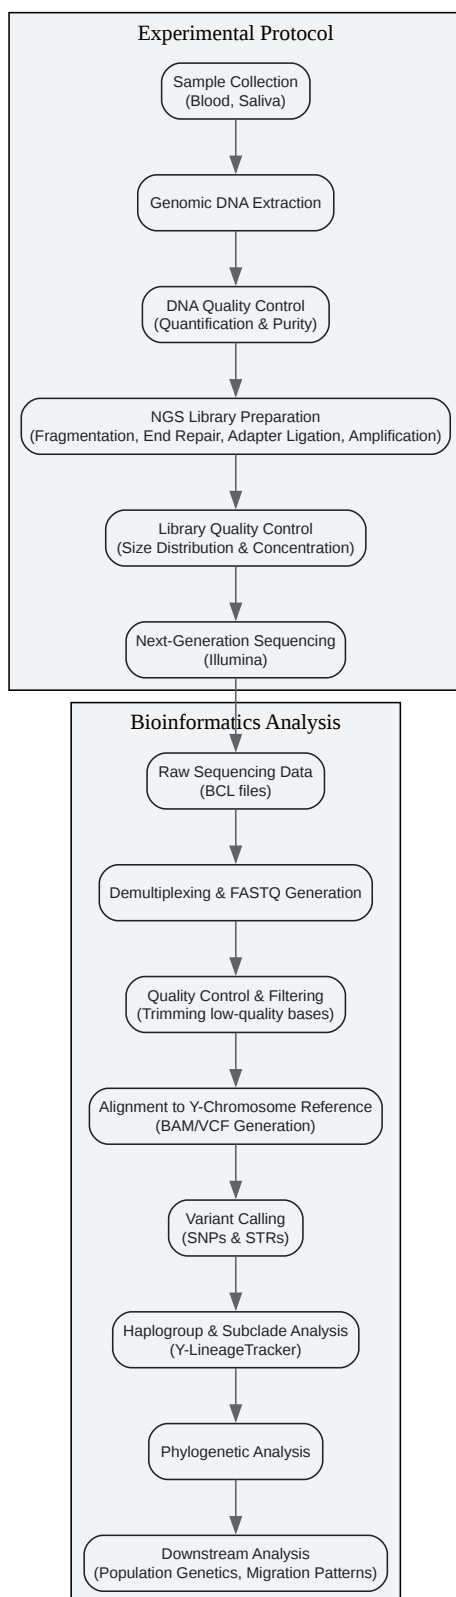 Experimental Protocol
Sample Collection
(Blood, Saliva)
Genomic DNA Extraction
DNA Quality Control
(Quantification & Purity)
NGS Library Preparation
(Fragmentation, End Repair, Adapter Ligation, Amplification)
Library Quality Control
(Size Distribution & Concentration)
Next-Generation Sequencing
(Illumina)
Bioinformatics Analysis
Raw Sequencing Data
(BCL files)
Demultiplexing & FASTQ Generation
Quality Control & Filtering
(Trimming low-quality bases)
Alignment to Y-Chromosome Reference
(BAM/VCF Generation)
Variant Calling
(SNPs & STRs)
Haplogroup & Subclade Analysis
(Y-LineageTracker)
Phylogenetic Analysis
Downstream Analysis
(Population Genetics, Migration Patterns)